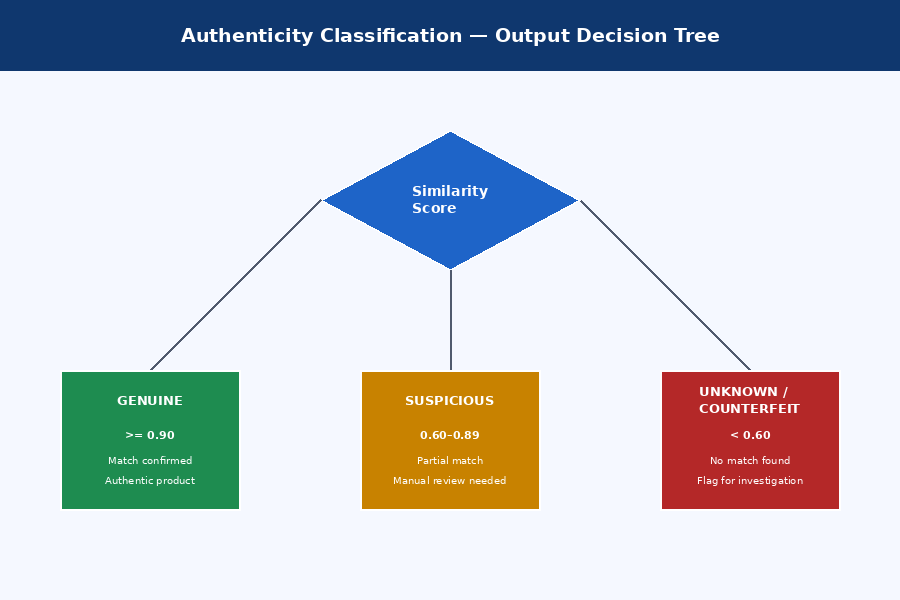 Authenticity Classification — Output Decision Tree
Similarity
Score
GENUINE
>= 0.90
Match confirmed
Authentic product
SUSPICIOUS
0.60–0.89
Partial match
Manual review needed
UNKNOWN /
COUNTERFEIT
< 0.60
No match found
Flag for investigation